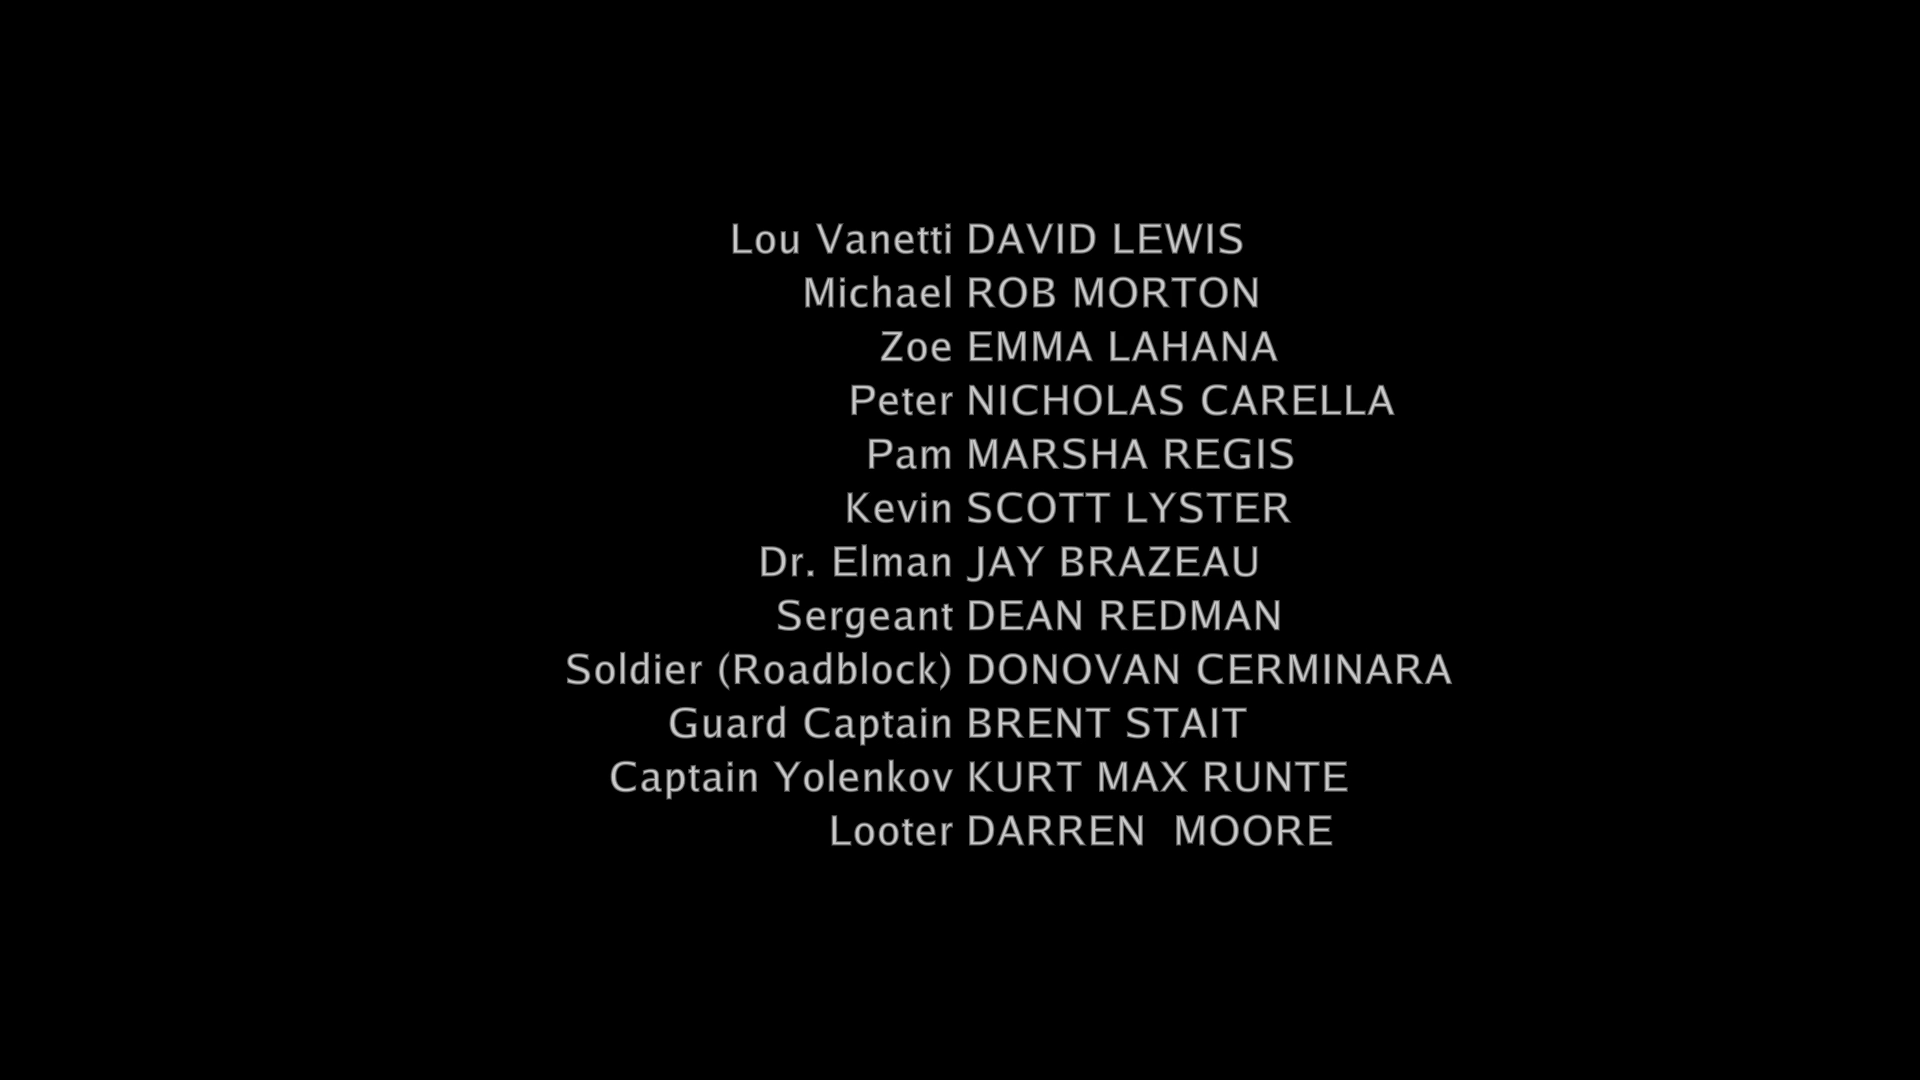 Lou Vanetti DAVID LEWIS
Michael ROB MORTON
Zoe EMMA LAHANA
Peter NICHOLAS CARELLA
Pam MARSHA REGIS
Kevin SCOTT LYSTER
Dr. Elman JAY BRAZEAU
Sergeant DEAN REDMAN
Soldier (Roadblock) DONOVAN CERMINARA
Guard Captain BRENT STAIT
Captain Yolenkov KURT MAX RUNTE
Looter DARREN  MOORE